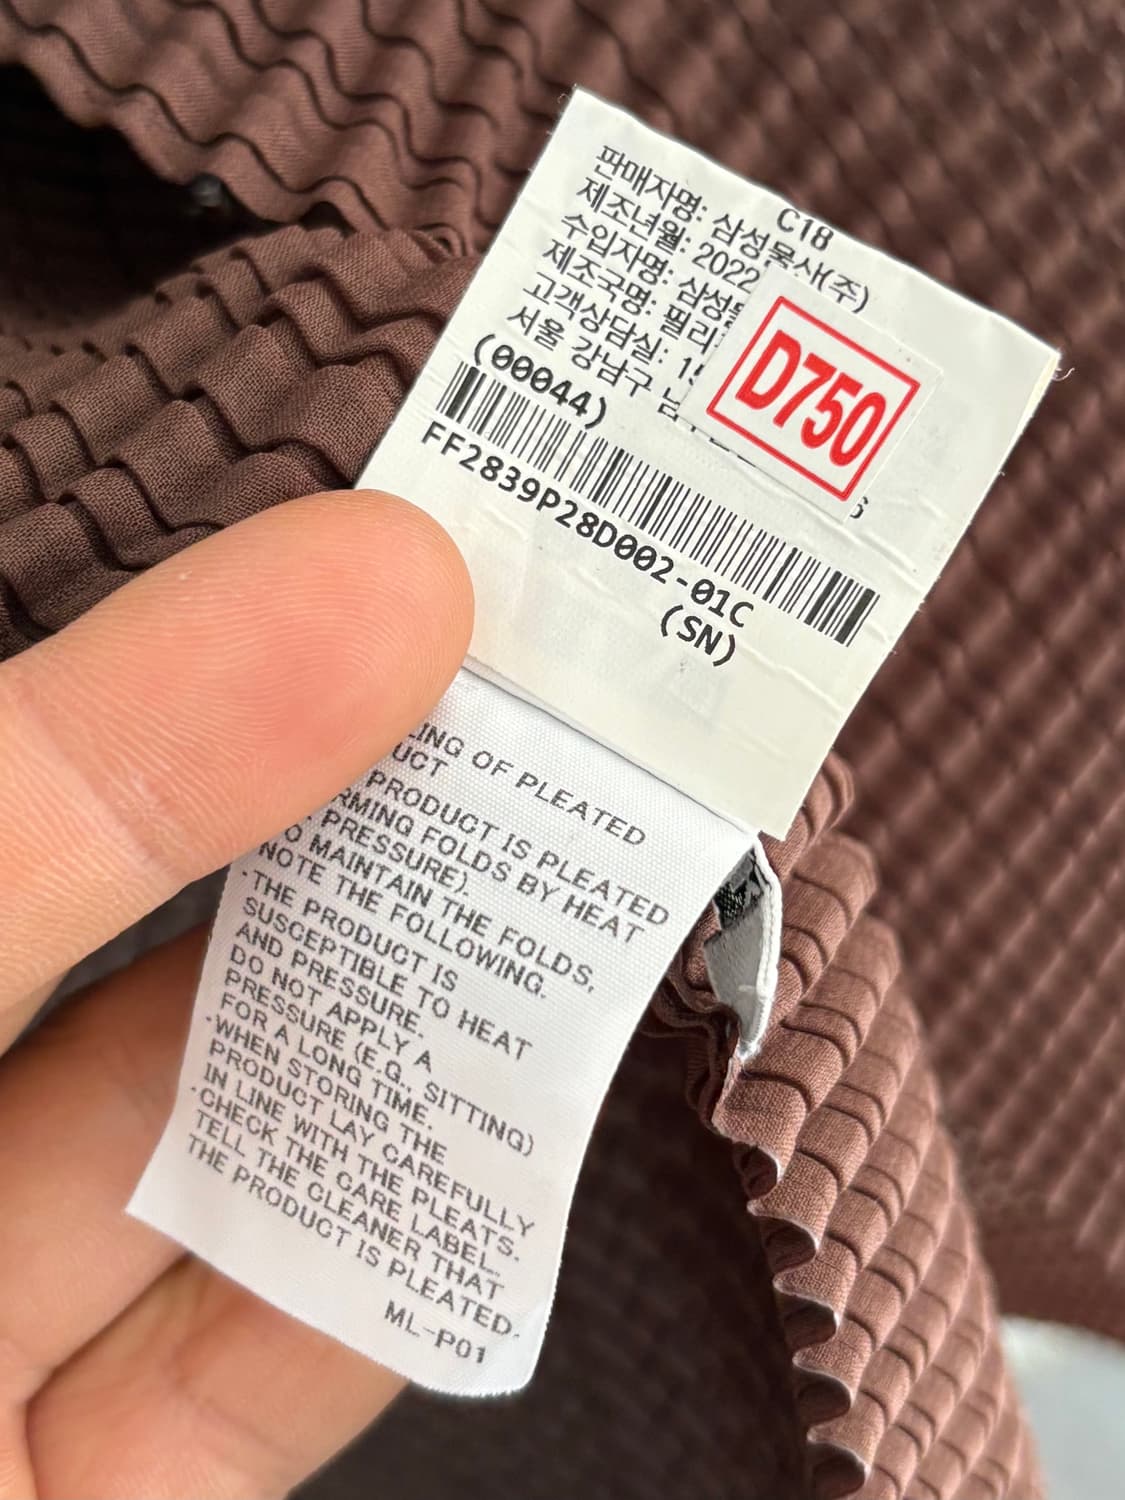 C18
판매자명: 삼성물산(주)
제조년월: 2022
수입자명: 삼성
제조국명: 필리
고객상담실: 15
서울 강남구
D750
(00044)
FF2839P28D002-01C
(SN)
OF PLEATED
PRODUCT IS PLEATED
FOLDS BY HEAT
PRESSURE).
MAINTAIN THE FOLDS,
NOTE THE FOLLOWING.
·THE PRODUCT IS
SUSCEPTIBLE TO HEAT
AND PRESSURE.
DO NOT APPLY A
PRESSURE (E.G., SITTING)
FOR A LONG TIME.
·WHEN STORING THE
PRODUCT LAY CAREFULLY
IN LINE WITH THE PLEATS.
·CHECK THE CARE LABEL.
TELL THE CLEANER THAT
THE PRODUCT IS PLEATED.
ML-P01